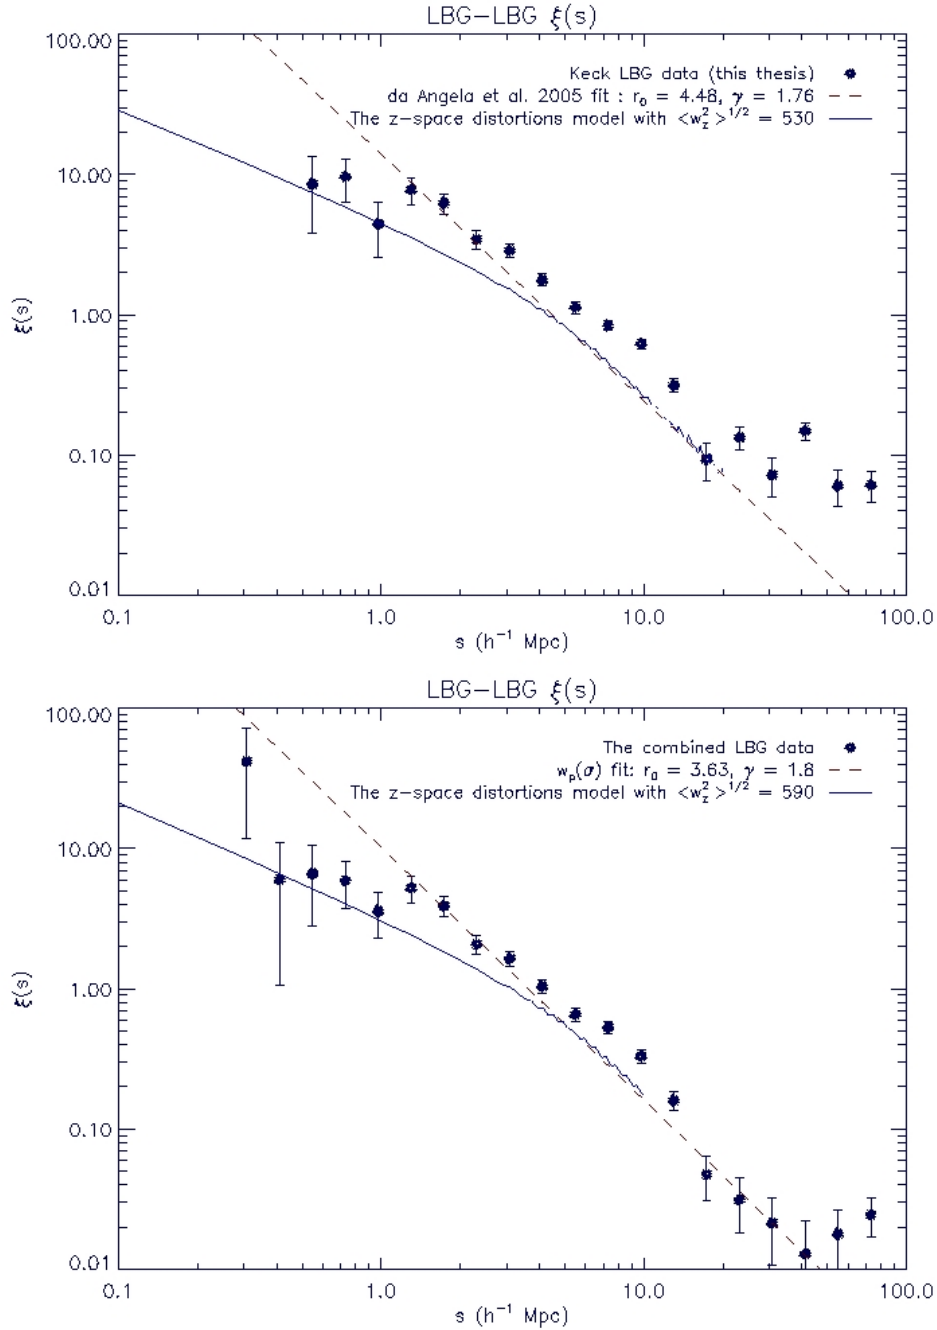 LBG−LBG ξ(s)
100.00
10.00
1.00
0.10
0.01
ξ(s)
Keck LBG data (this thesis)
da Angela et al. 2005 fit : r₀ = 4.48, γ = 1.76
The z−space distortions model with <w_z²>^1/2 = 530
0.1 1.0 10.0 100.0
s (h⁻¹ Mpc)
LBG−LBG ξ(s)
100.00
10.00
1.00
0.10
0.01
ξ(s)
The combined LBG data
wₚ(σ) fit: r₀ = 3.63, γ = 1.8
The z−space distortions model with <w_z²>^1/2 = 590
0.1 1.0 10.0 100.0
s (h⁻¹ Mpc)